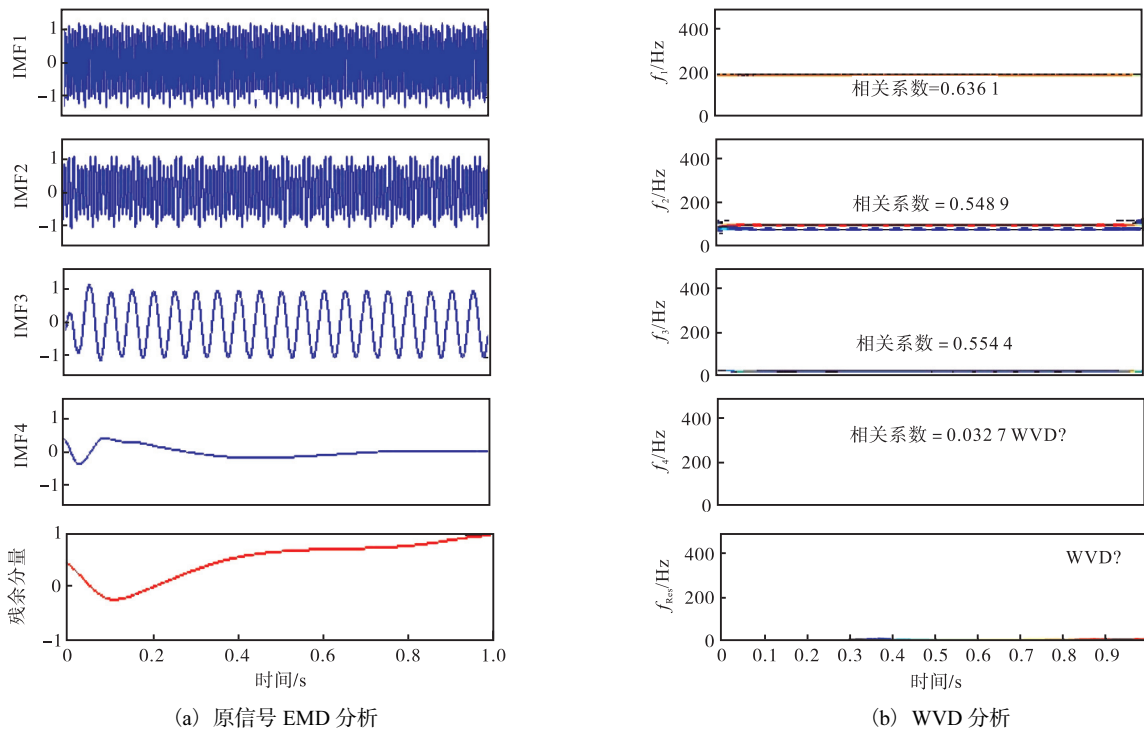 IMF1
1
0
−1
IMF2
1
0
−1
IMF3
1
0
−1
IMF4
1
0
−1
残余分量
1
0
−1
0 0.2 0.4 0.6 0.8 1.0
时间/s
(a) 原信号 EMD 分析
f₁/Hz
400
200
0
相关系数=0.636 1
f₂/Hz
400
200
0
相关系数 = 0.548 9
f₃/Hz
400
200
0
相关系数 = 0.554 4
f₄/Hz
400
200
0
相关系数 = 0.032 7 WVD?
f_Res/Hz
400
200
0
WVD?
0 0.1 0.2 0.3 0.4 0.5 0.6 0.7 0.8 0.9
时间/s
(b) WVD 分析